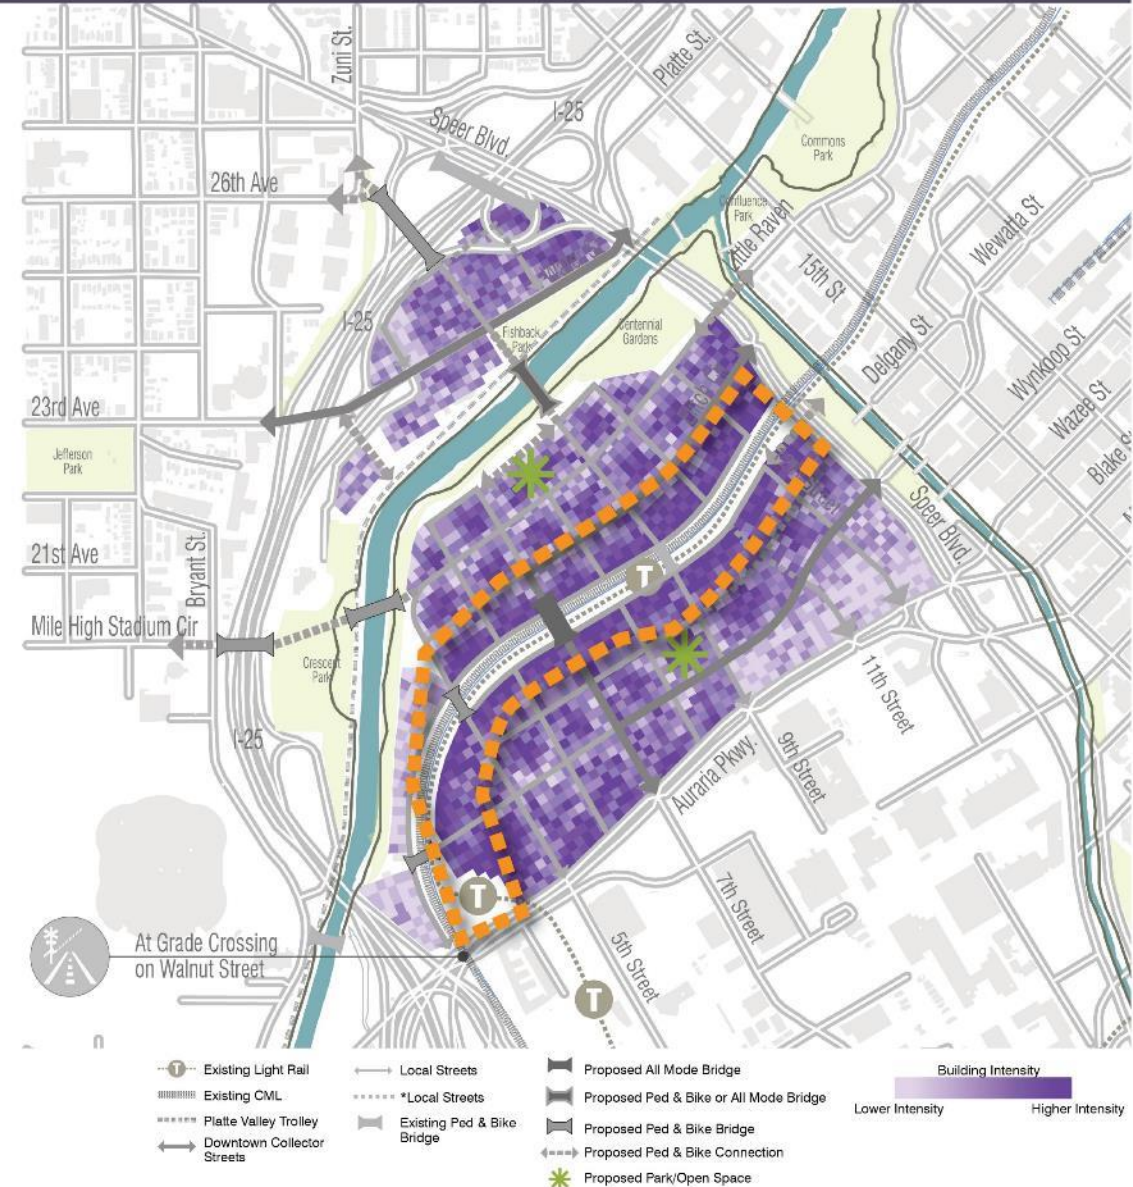 Zuni St.
Platte St.
I-25
Speer Blvd.
Commons
Park
26th Ave
Confluence
Park
Little Raven
Wewatta St
15th St
I-25
Fishback
Park
Centennial
Gardens
Delgany St
Wynkoop St
23rd Ave
Wazee St
Jefferson
Park
Blake St
21st Ave
Bryant St.
Speer Blvd.
T
Mile High Stadium Cir
Crescent
Park
11th Street
I-25
9th Street
Auraria Pkwy.
T
7th Street
At Grade Crossing
on Walnut Street
5th Street
T
T Existing Light Rail
Existing CML
Platte Valley Trolley
Downtown Collector
Streets
Local Streets
*Local Streets
Existing Ped & Bike
Bridge
Proposed All Mode Bridge
Proposed Ped & Bike or All Mode Bridge
Proposed Ped & Bike Bridge
Proposed Ped & Bike Connection
Proposed Park/Open Space
Building Intensity
Lower Intensity
Higher Intensity